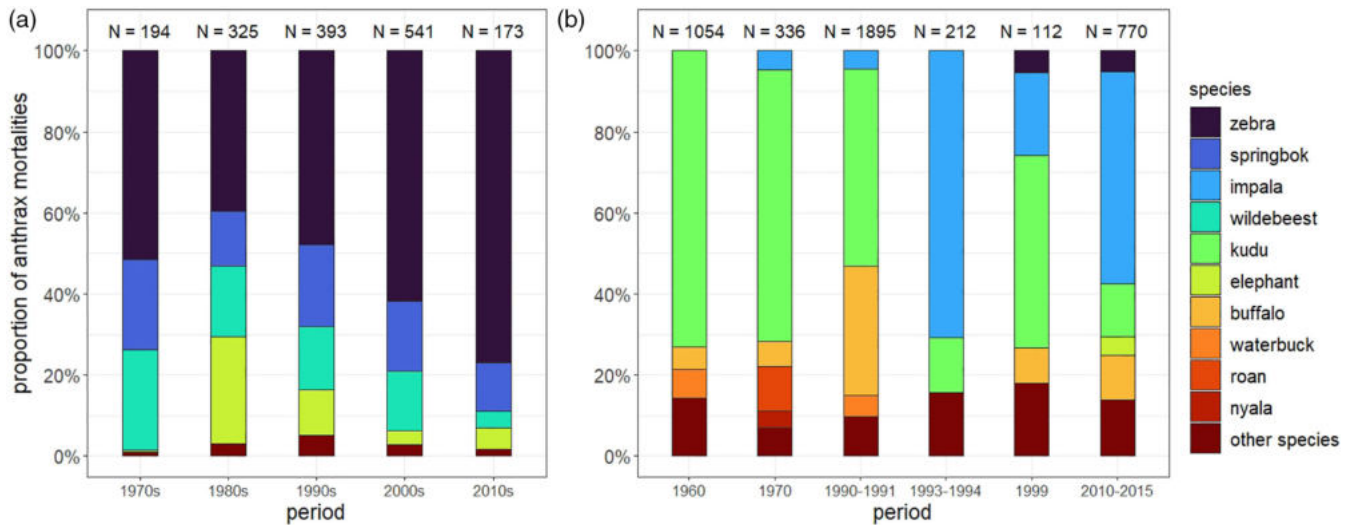 (a)
N = 194 N = 325 N = 393 N = 541 N = 173
proportion of anthrax mortalities
100%
80%
60%
40%
20%
0%
1970s 1980s 1990s 2000s 2010s
period
(b)
N = 1054 N = 336 N = 1895 N = 212 N = 112 N = 770
100%
80%
60%
40%
20%
0%
1960 1970 1990-1991 1993-1994 1999 2010-2015
period
species
zebra
springbok
impala
wildebeest
kudu
elephant
buffalo
waterbuck
roan
nyala
other species